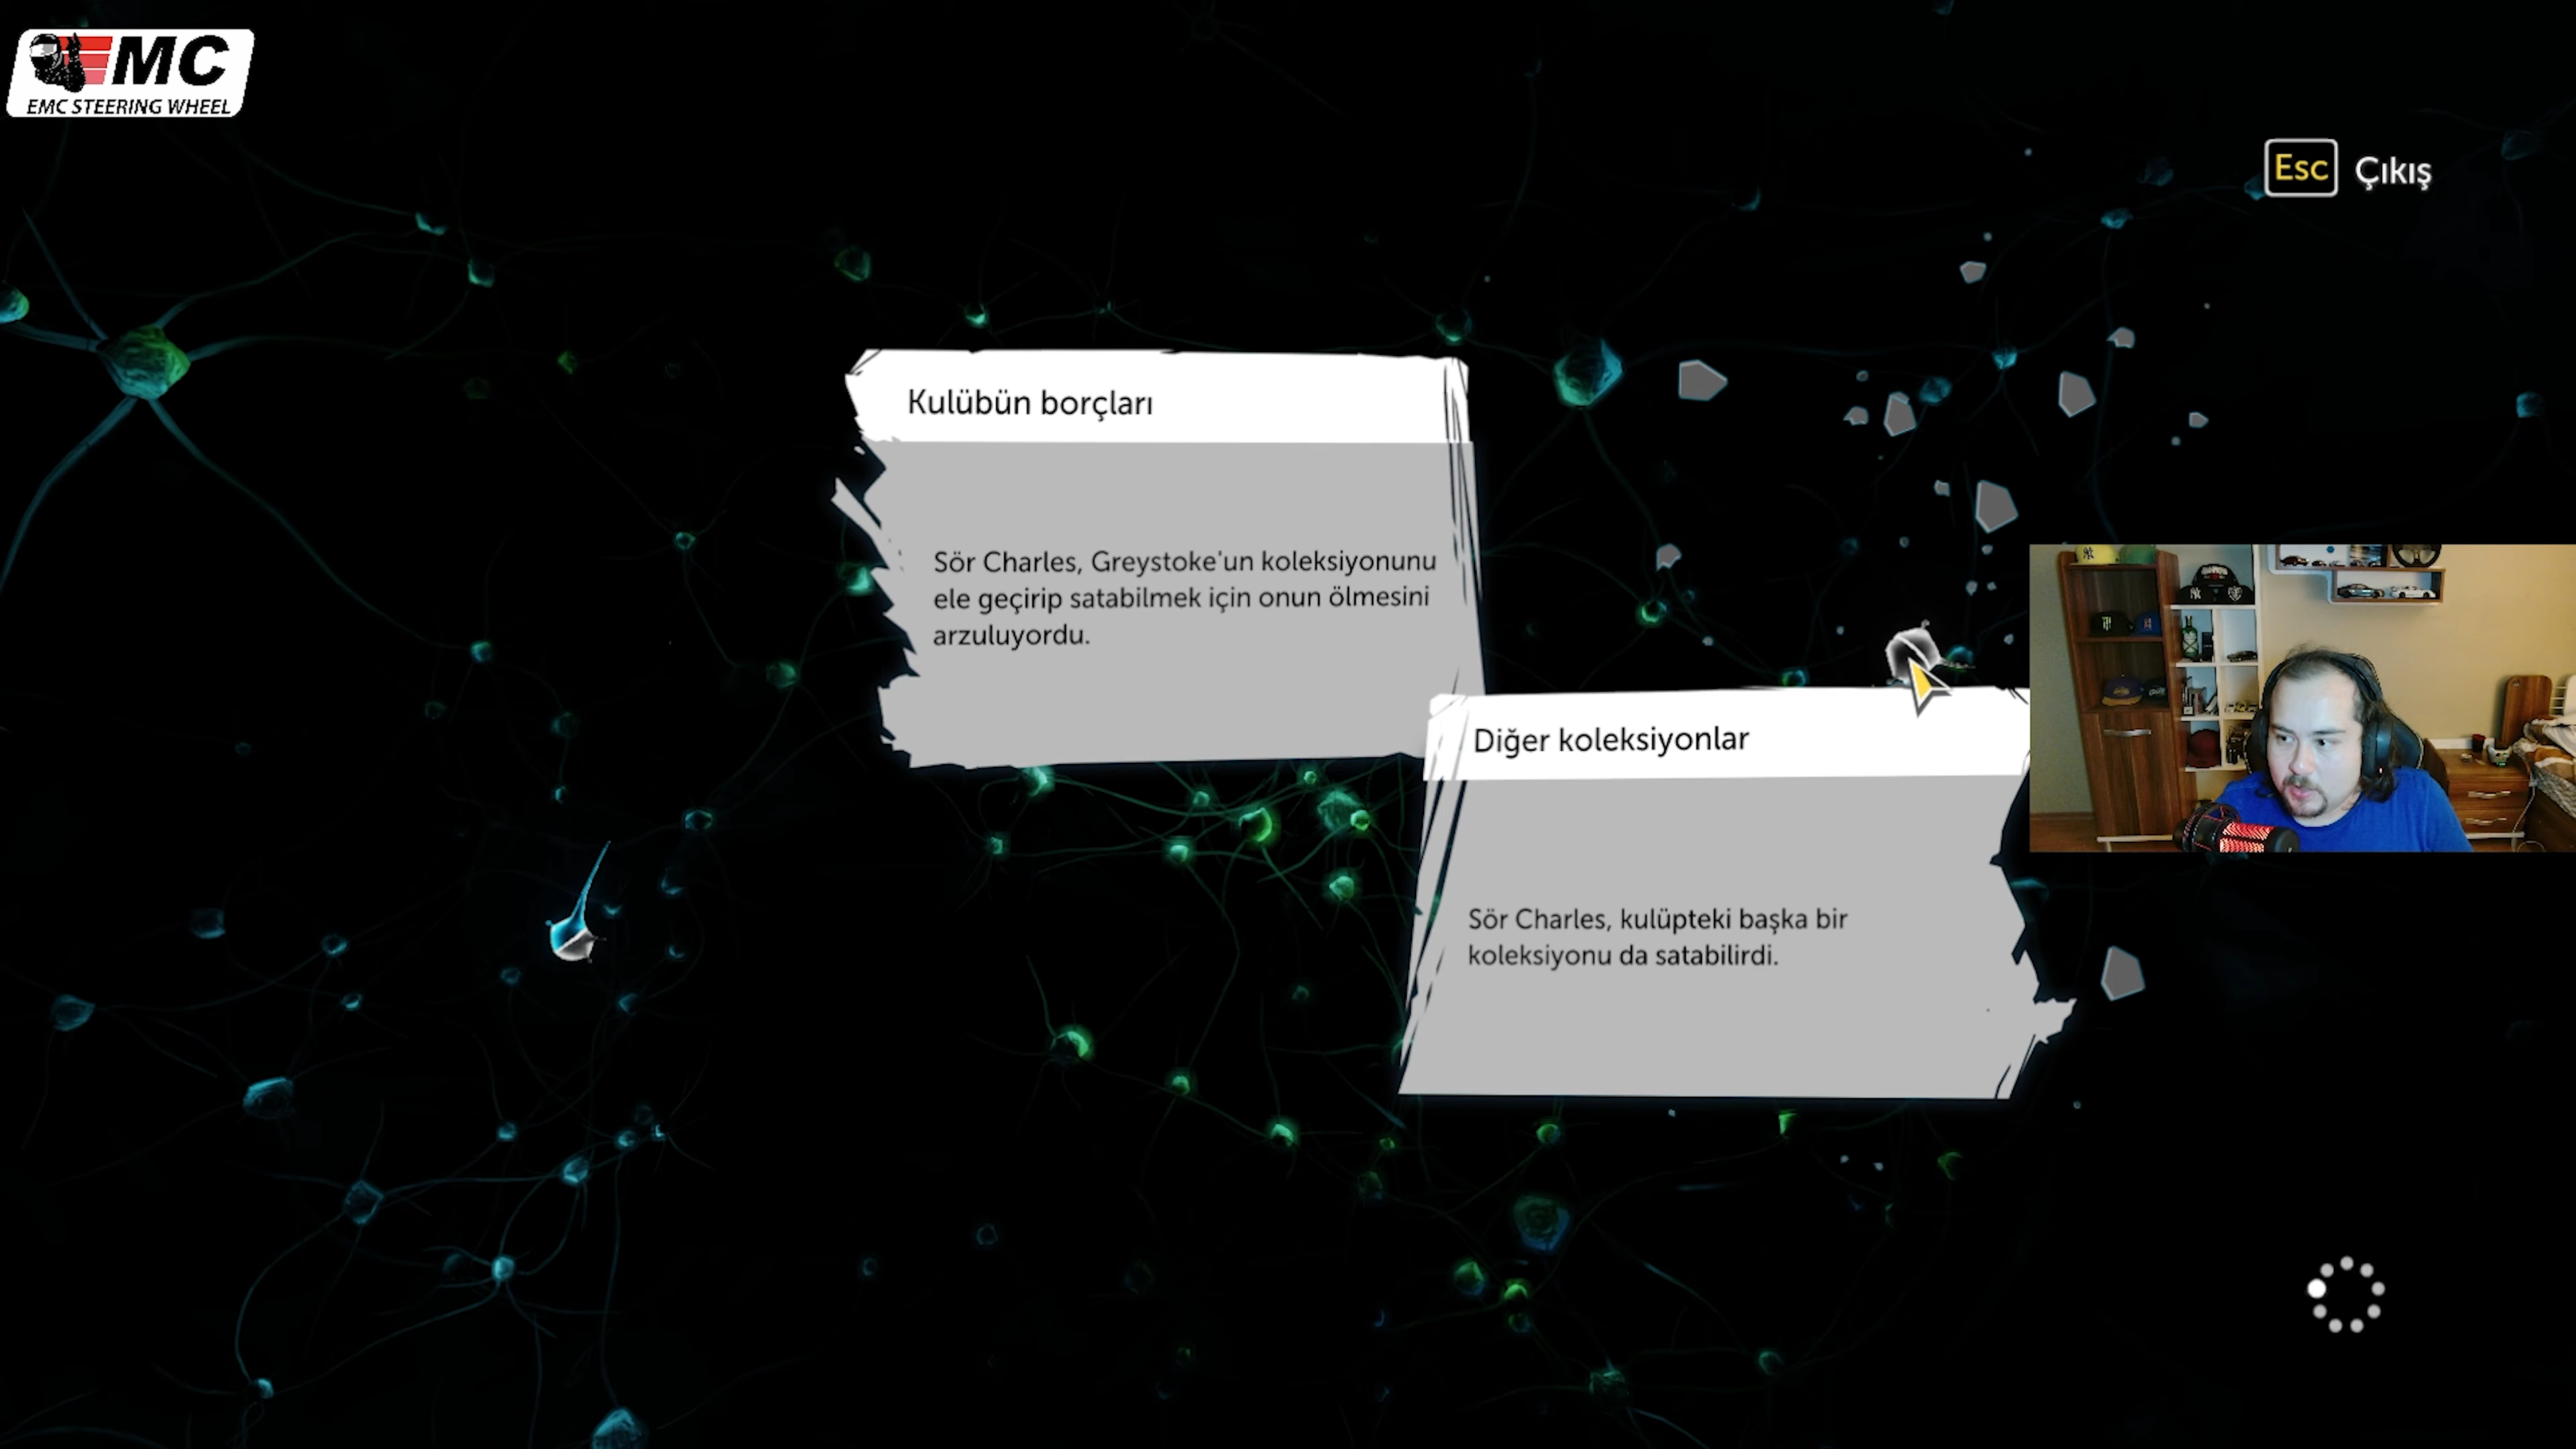 EMC
EMC STEERING WHEEL
Esc Çıkış
Kulübün borçları
Sör Charles, Greystoke'un koleksiyonunu
ele geçirip satabilmek için onun ölmesini
arzuluyordu.
Diğer koleksiyonlar
Sör Charles, kulüpteki başka bir
koleksiyonu da satabilirdi.